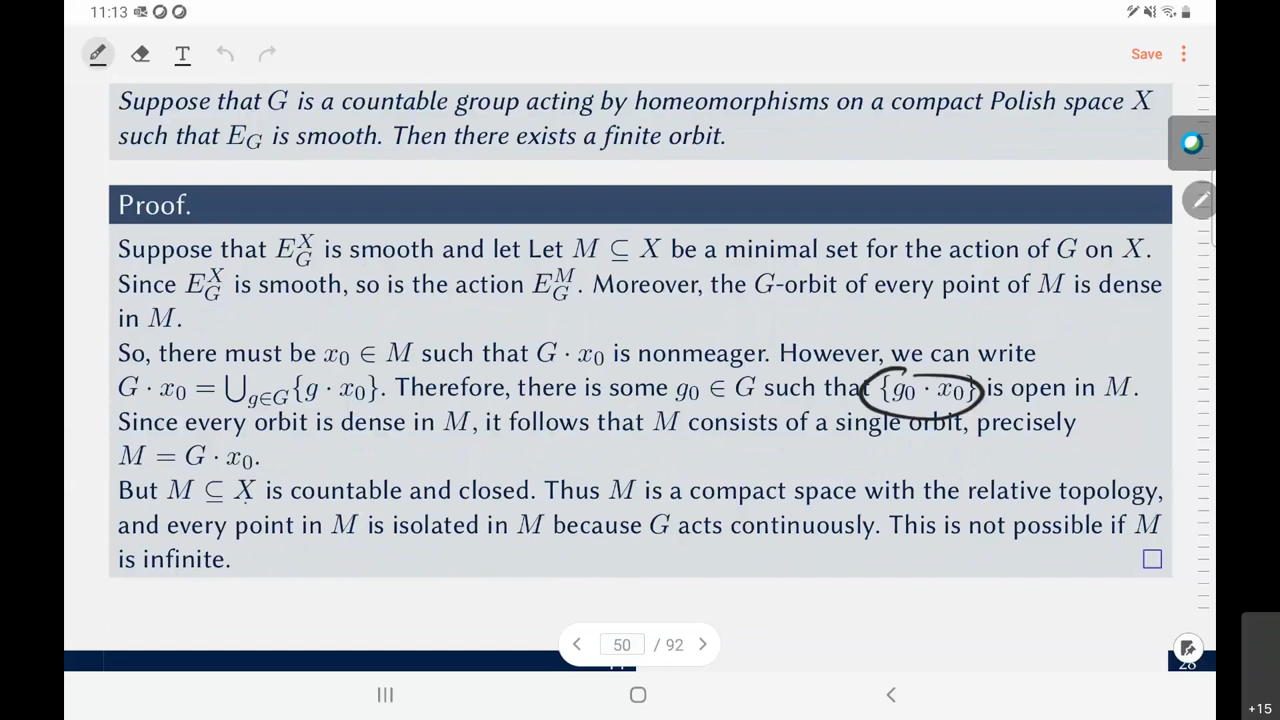 11:13
T
Save
Suppose that G is a countable group acting by homeomorphisms on a compact Polish space X
such that E_G is smooth. Then there exists a finite orbit.
Proof.
Suppose that E_G^X is smooth and let Let M ⊆ X be a minimal set for the action of G on X.
Since E_G^X is smooth, so is the action E_G^M. Moreover, the G-orbit of every point of M is dense
in M.
So, there must be x_0 ∈ M such that G · x_0 is nonmeager. However, we can write
G · x_0 = ⋃_{g∈G}{g · x_0}. Therefore, there is some g_0 ∈ G such that {g_0 · x_0} is open in M.
Since every orbit is dense in M, it follows that M consists of a single orbit, precisely
M = G · x_0.
But M ⊆ X is countable and closed. Thus M is a compact space with the relative topology,
and every point in M is isolated in M because G acts continuously. This is not possible if M
is infinite.
50 / 92
+15